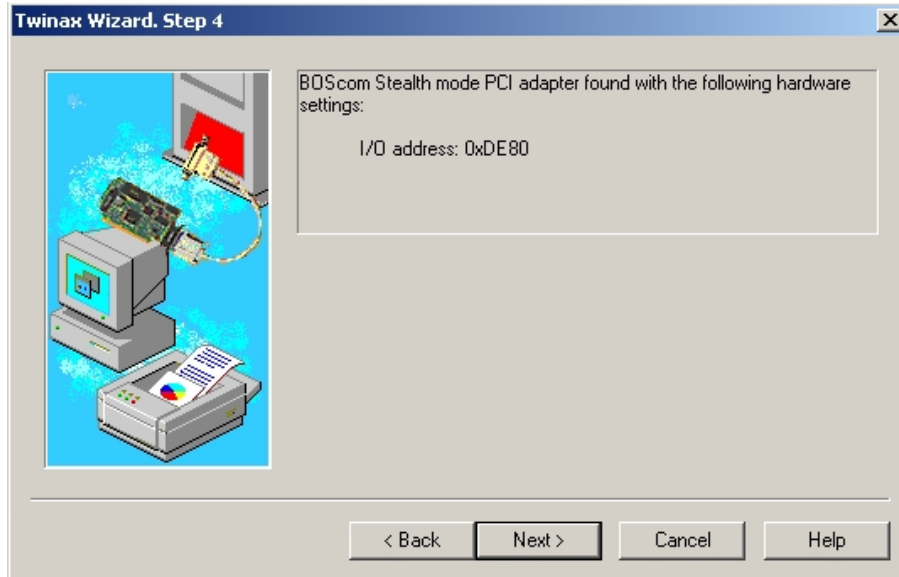 Twinax Wizard. Step 4
BOScom Stealth mode PCI adapter found with the following hardware
settings:
I/O address: 0xDE80
< Back
Next >
Cancel
Help